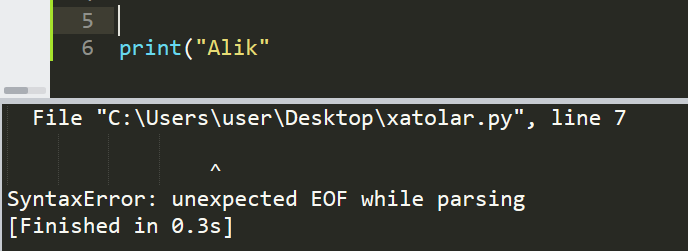 5
6 print("Alik"
File "C:\Users\user\Desktop\xatolar.py", line 7
^
SyntaxError: unexpected EOF while parsing
[Finished in 0.3s]